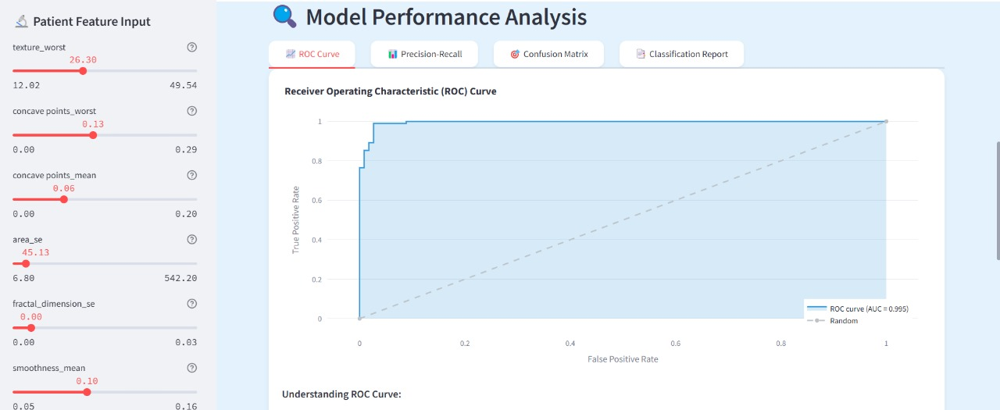 Patient Feature Input
texture_worst
26.30
12.02 49.54
concave points_worst
0.13
0.00 0.29
concave points_mean
0.06
0.00 0.20
area_se
45.13
6.80 542.20
fractal_dimension_se
0.00
0.00 0.03
smoothness_mean
0.10
0.05 0.16
Model Performance Analysis
ROC Curve Precision-Recall Confusion Matrix Classification Report
Receiver Operating Characteristic (ROC) Curve
1
0.8
0.6
0.4
0.2
0
True Positive Rate
0 0.2 0.4 0.6 0.8 1
False Positive Rate
ROC curve (AUC = 0.995)
Random
Understanding ROC Curve: